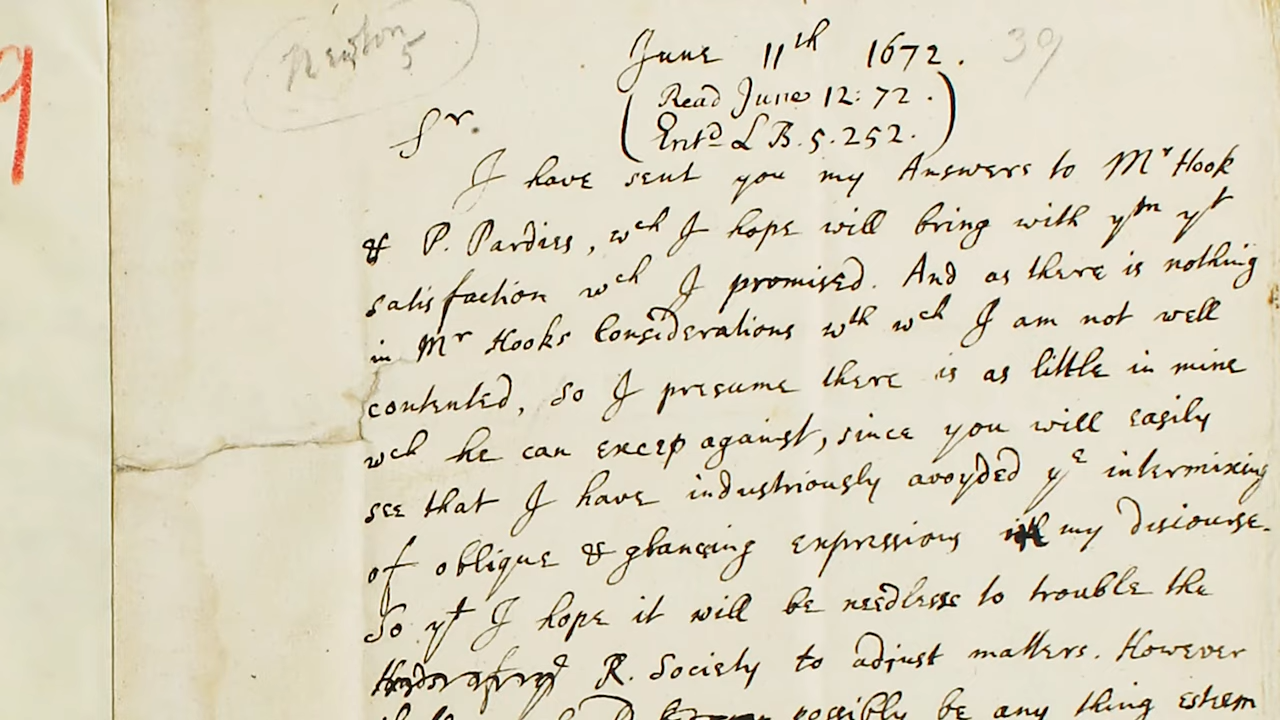 9
Newton
5
June 11th 1672.
39
(Read June 12: 72.
Entd L B. 5. 252.)
Sr
I have sent you my Answers to Mr Hook
& P. Pardies, wch I hope will bring with ym yt
satisfaction wch I promised. And as there is nothing
in Mr Hooks Considerations wth wch I am not well
contented, So I presume there is as little in mine
wch he can excep against, since you will easily
see that I have industriously avoyded ye intermixing
of oblique & glancing expressions in my discourse.
So yt I hope it will be needlesse to trouble the
R. Society to adjust matters. However
possibly be any thing esteem